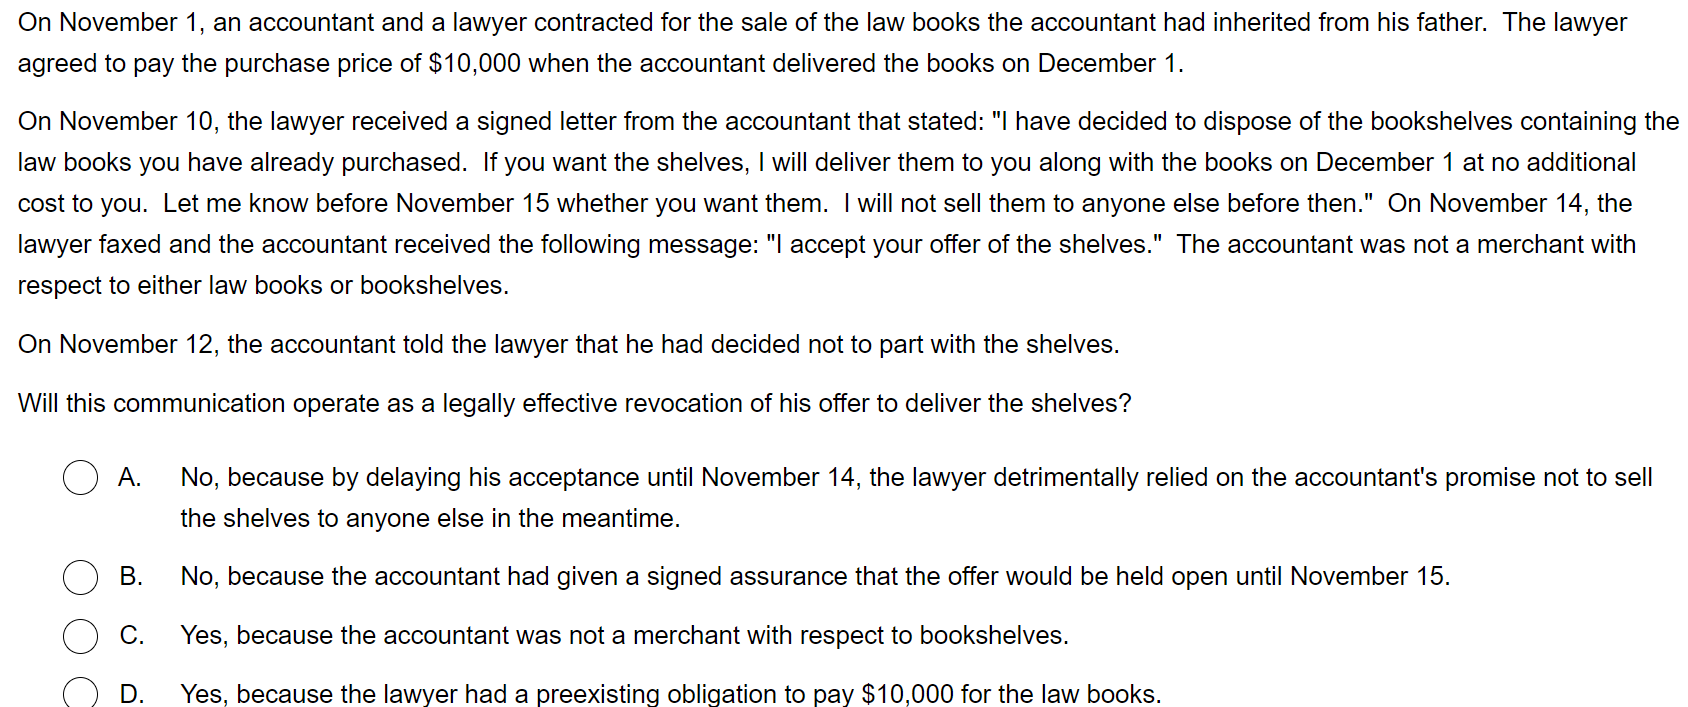 On November 1, an accountant and a lawyer contracted for the sale of the law books the accountant had inherited from his father.  The lawyer
agreed to pay the purchase price of $10,000 when the accountant delivered the books on December 1.
On November 10, the lawyer received a signed letter from the accountant that stated: "I have decided to dispose of the bookshelves containing the
law books you have already purchased.  If you want the shelves, I will deliver them to you along with the books on December 1 at no additional
cost to you.  Let me know before November 15 whether you want them.  I will not sell them to anyone else before then."  On November 14, the
lawyer faxed and the accountant received the following message: "I accept your offer of the shelves."  The accountant was not a merchant with
respect to either law books or bookshelves.
On November 12, the accountant told the lawyer that he had decided not to part with the shelves.
Will this communication operate as a legally effective revocation of his offer to deliver the shelves?
A. No, because by delaying his acceptance until November 14, the lawyer detrimentally relied on the accountant's promise not to sell
the shelves to anyone else in the meantime.
B. No, because the accountant had given a signed assurance that the offer would be held open until November 15.
C. Yes, because the accountant was not a merchant with respect to bookshelves.
D. Yes, because the lawyer had a preexisting obligation to pay $10,000 for the law books.